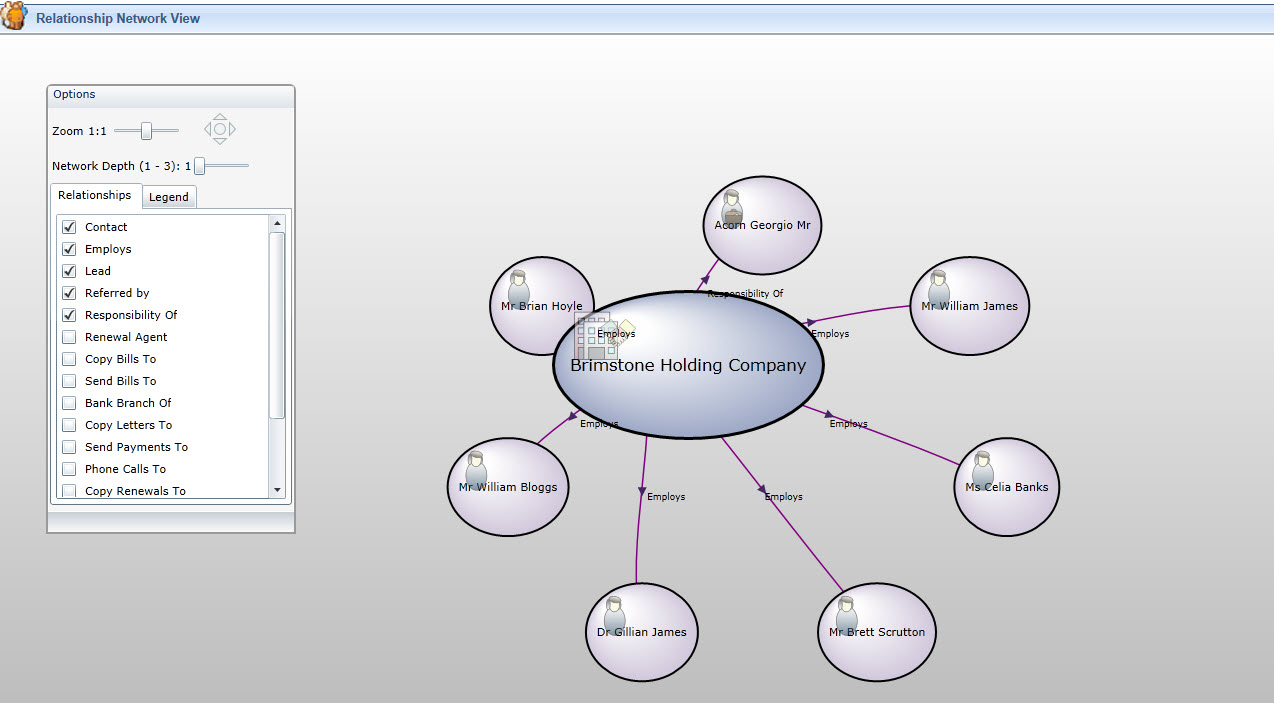 Relationship Network View
Options
Zoom 1:1
Network Depth (1 - 3): 1
Relationships
Legend
Contact
Employs
Lead
Referred by
Responsibility Of
Renewal Agent
Copy Bills To
Send Bills To
Bank Branch Of
Copy Letters To
Send Payments To
Phone Calls To
Copy Renewals To
Acorn Georgio Mr
Responsibility Of
Mr Brian Hoyle
Mr William James
Employs
Employs
Brimstone Holding Company
Employs
Employs
Mr William Bloggs
Ms Celia Banks
Employs
Employs
Dr Gillian James
Mr Brett Scrutton